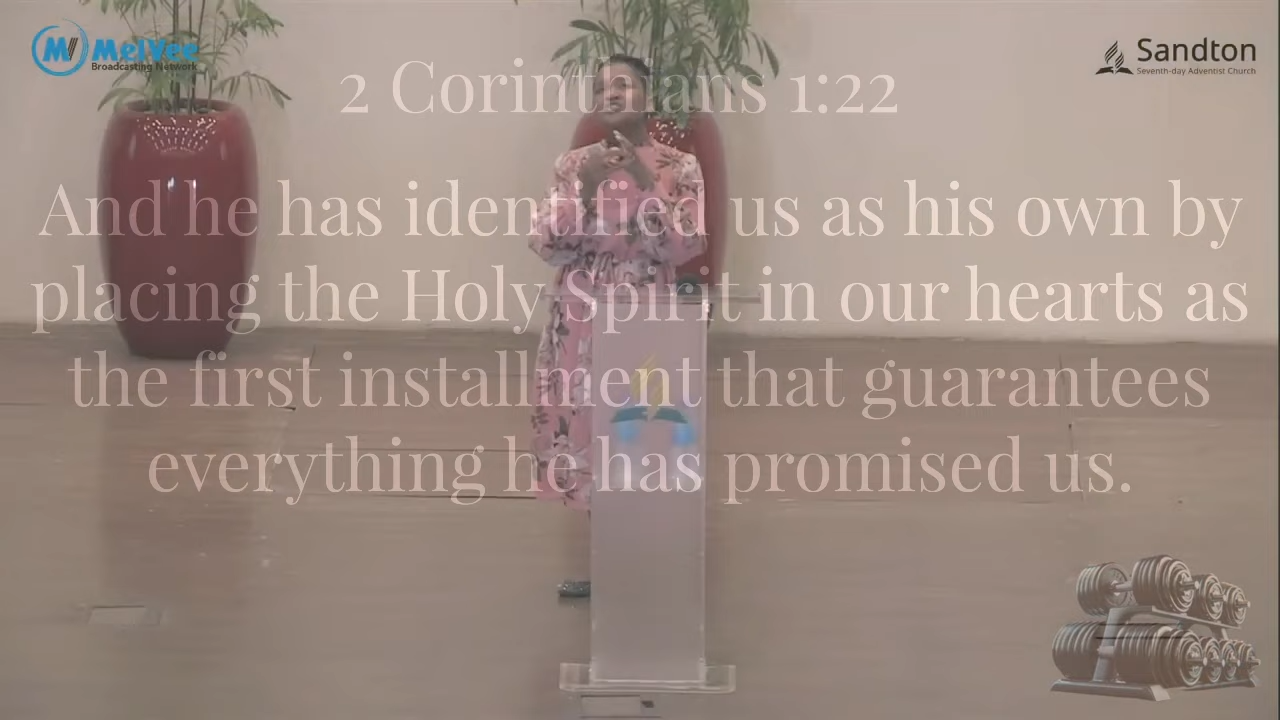 MelVee
Broadcasting Network
Sandton
Seventh-day Adventist Church
2 Corinthians 1:22
And he has identified us as his own by
placing the Holy Spirit in our hearts as
the first installment that guarantees
everything he has promised us.